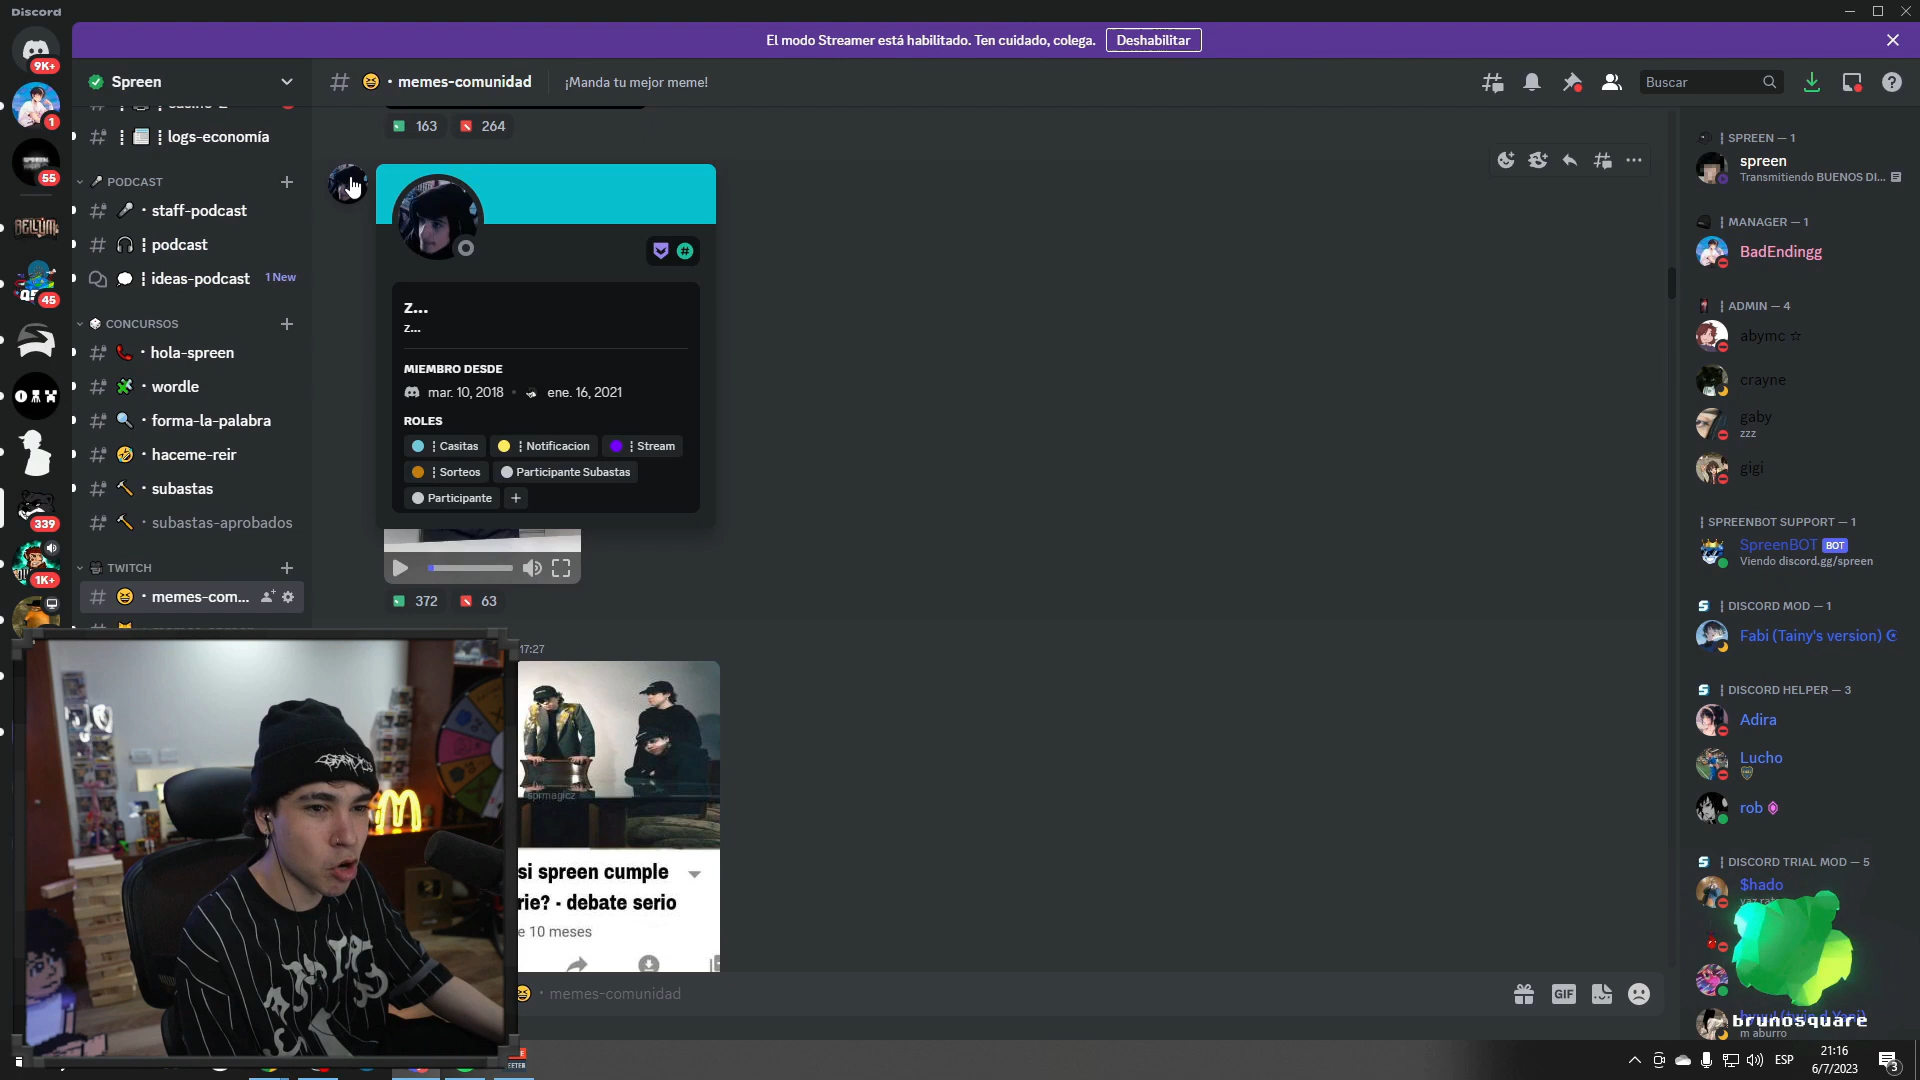 Discord
El modo Streamer está habilitado. Ten cuidado, colega.
Deshabilitar
9K+
1
55
45
339
1K+
Spreen
logs-economía
PODCAST
staff-podcast
podcast
ideas-podcast
1 New
CONCURSOS
hola-spreen
wordle
forma-la-palabra
haceme-reir
subastas
subastas-aprobados
TWITCH
memes-com...
memes-comunidad
¡Manda tu mejor meme!
Buscar
163
264
z...
z...
MIEMBRO DESDE
mar. 10, 2018
ene. 16, 2021
ROLES
Casitas
Notificacion
Stream
Sorteos
Participante Subastas
Participante
+
372
63
17:27
sprmagicz
si spreen cumple
rie? - debate serio
e 10 meses
memes-comunidad
GIF
SPREEN — 1
spreen
Transmitiendo BUENOS DI...
MANAGER — 1
BadEndingg
ADMIN — 4
abymc ☆
crayne
gaby
zzz
gigi
SPREENBOT SUPPORT — 1
SpreenBOT BOT
Viendo discord.gg/spreen
DISCORD MOD — 1
Fabi (Tainy's version)
DISCORD HELPER — 3
Adira
Lucho
rob
DISCORD TRIAL MOD — 5
$hado
brunosquare
m aburro
ESP
21:16
6/7/2023
3